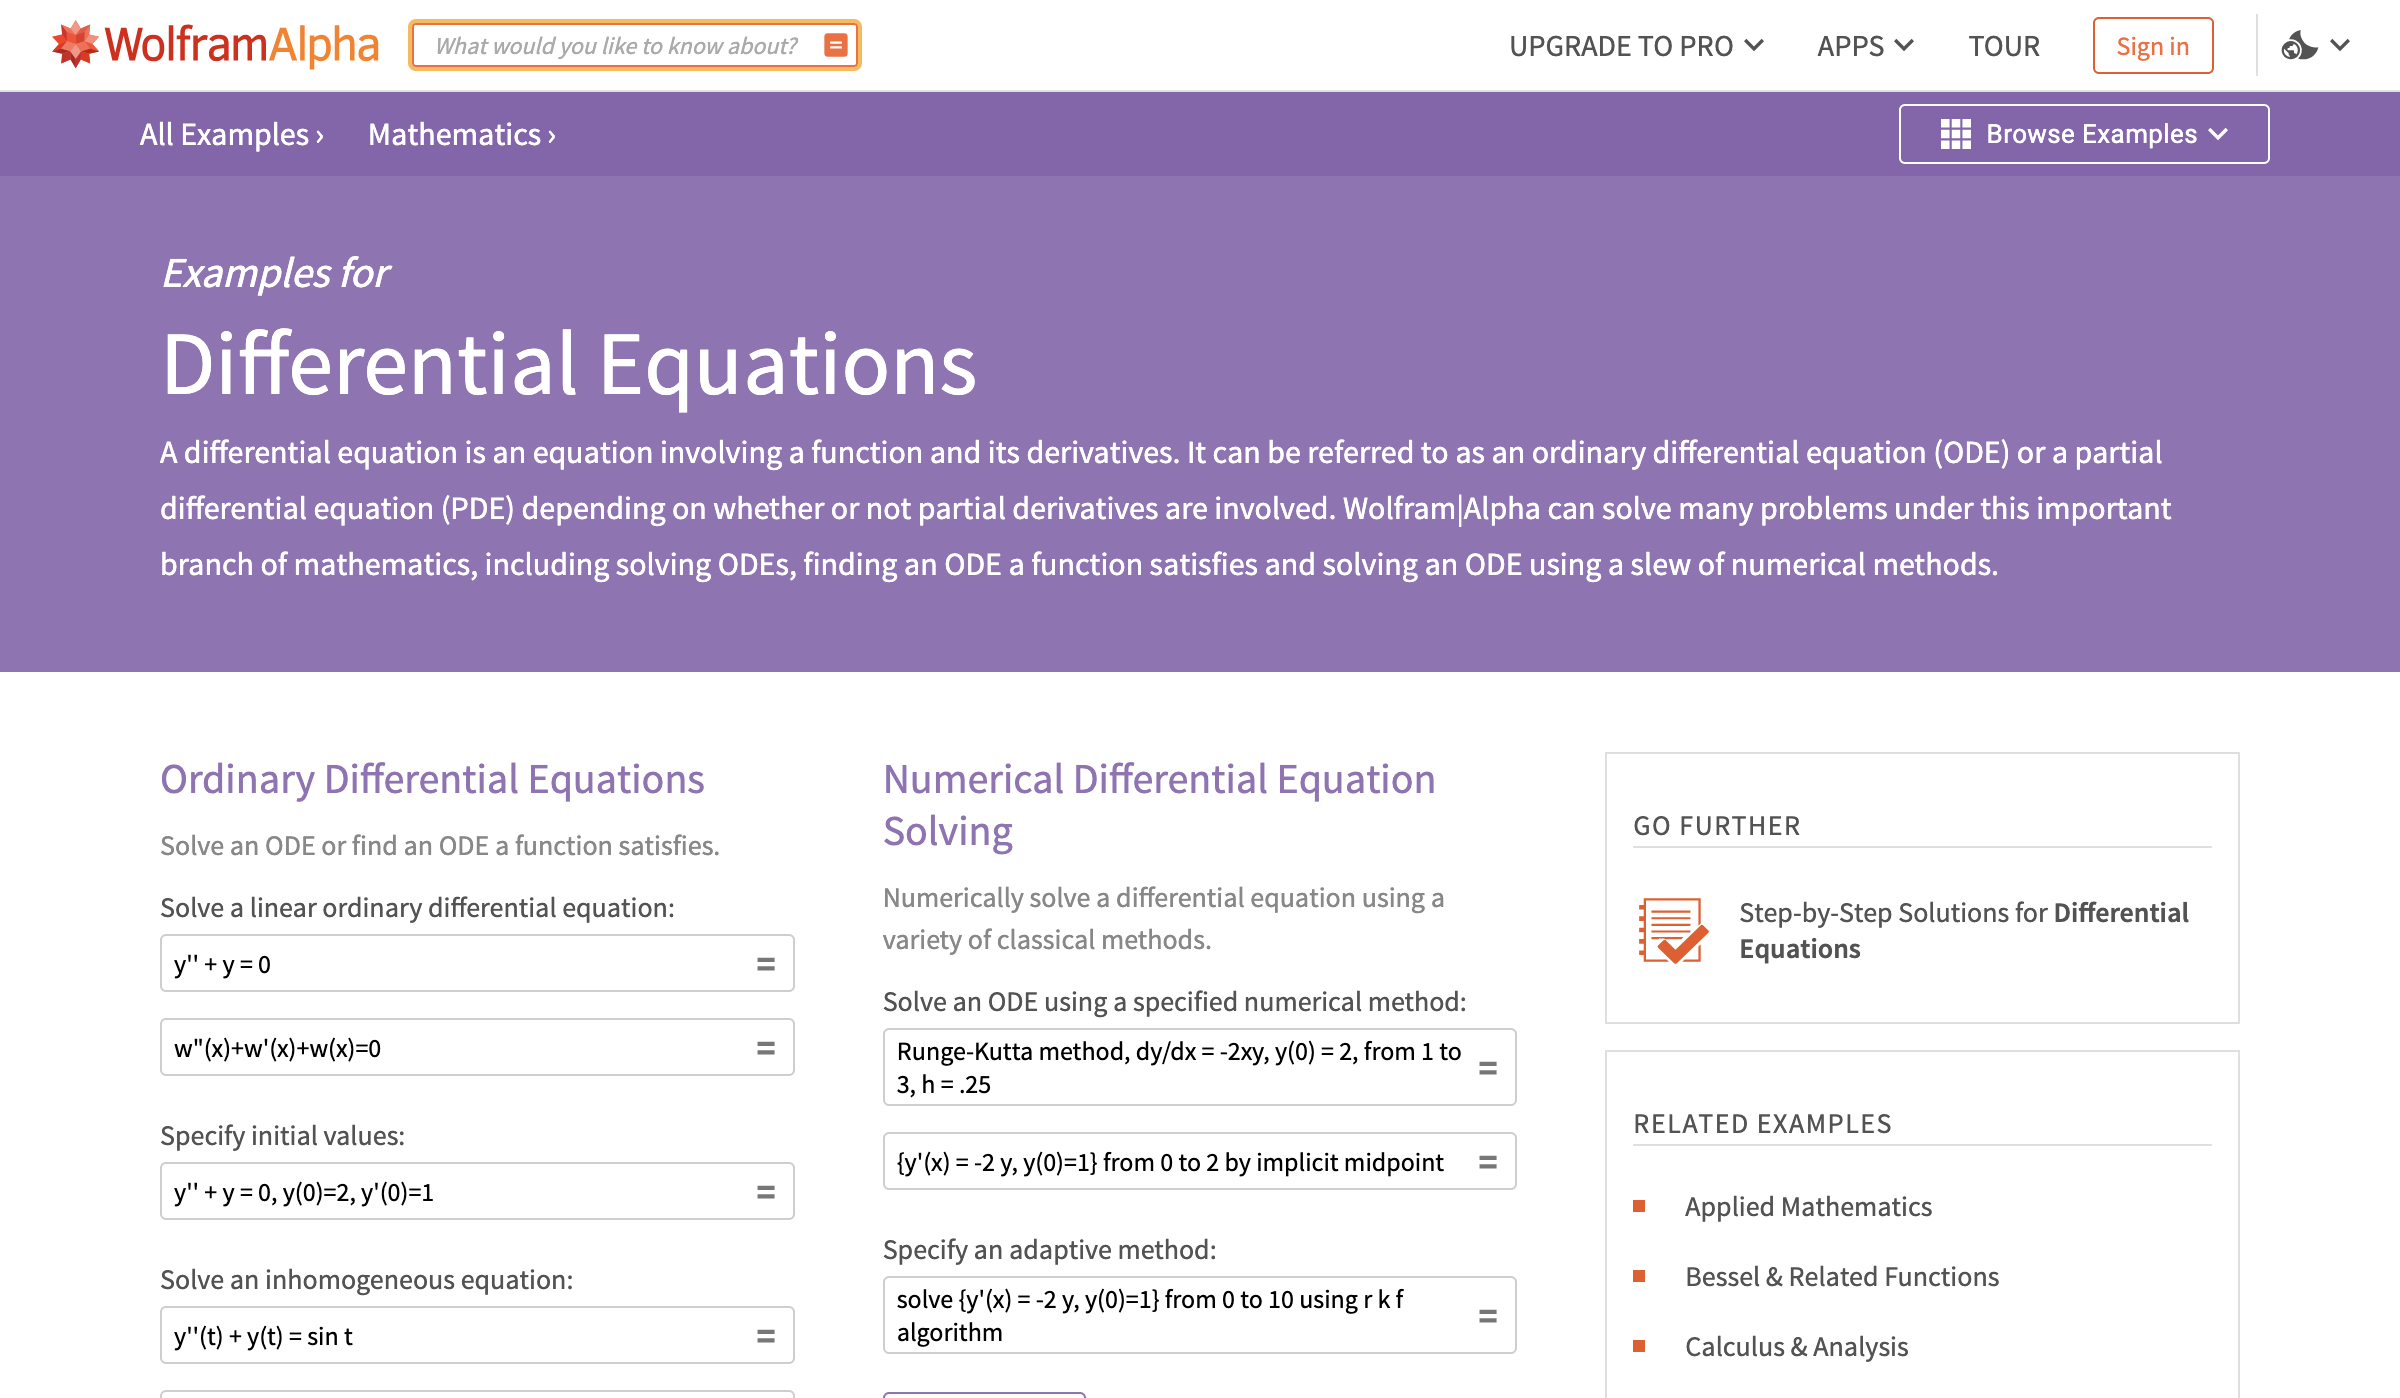 WolframAlpha
What would you like to know about?
UPGRADE TO PRO
APPS
TOUR
Sign in
All Examples ›
Mathematics ›
Browse Examples
Examples for
Differential Equations
A differential equation is an equation involving a function and its derivatives. It can be referred to as an ordinary differential equation (ODE) or a partial
differential equation (PDE) depending on whether or not partial derivatives are involved. Wolfram|Alpha can solve many problems under this important
branch of mathematics, including solving ODEs, finding an ODE a function satisfies and solving an ODE using a slew of numerical methods.
Ordinary Differential Equations
Solve an ODE or find an ODE a function satisfies.
Solve a linear ordinary differential equation:
y'' + y = 0
=
w"(x)+w'(x)+w(x)=0
=
Specify initial values:
y'' + y = 0, y(0)=2, y'(0)=1
=
Solve an inhomogeneous equation:
y''(t) + y(t) = sin t
=
Numerical Differential Equation
Solving
Numerically solve a differential equation using a
variety of classical methods.
Solve an ODE using a specified numerical method:
Runge-Kutta method, dy/dx = -2xy, y(0) = 2, from 1 to
3, h = .25
=
{y'(x) = -2 y, y(0)=1} from 0 to 2 by implicit midpoint
=
Specify an adaptive method:
solve {y'(x) = -2 y, y(0)=1} from 0 to 10 using r k f
algorithm
=
GO FURTHER
Step-by-Step Solutions for Differential
Equations
RELATED EXAMPLES
Applied Mathematics
Bessel & Related Functions
Calculus & Analysis